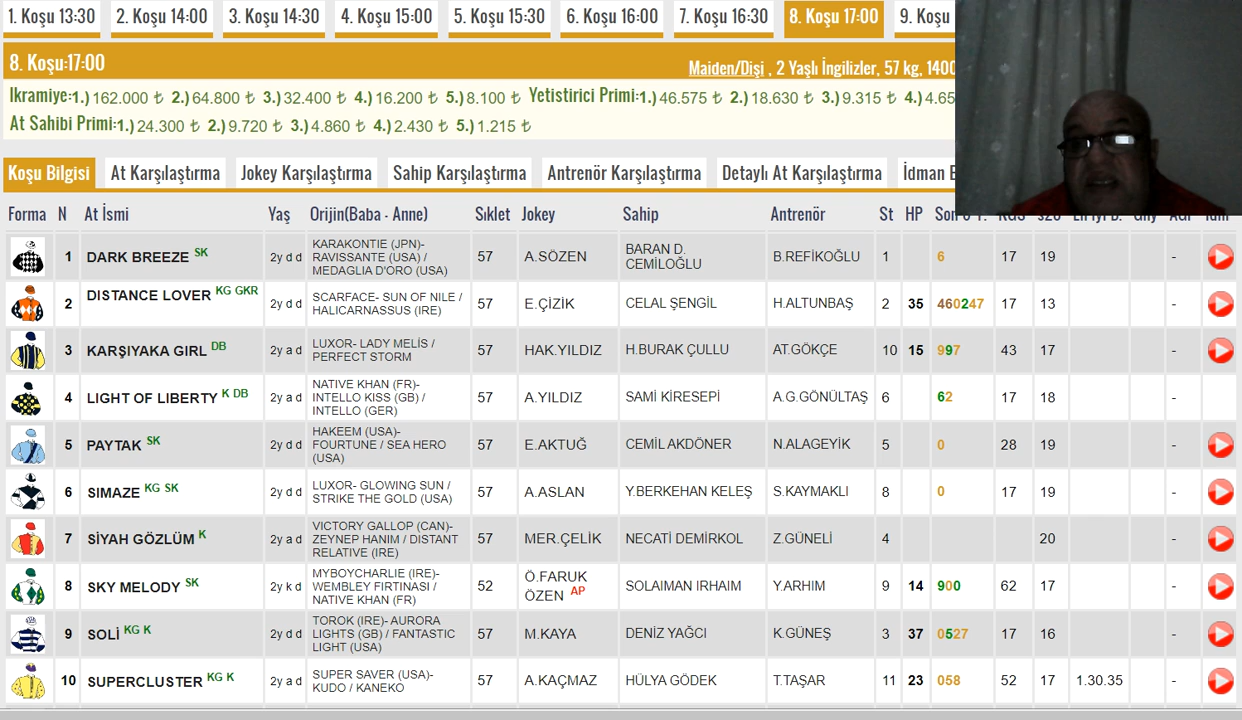 1. Koşu 13:30 2. Koşu 14:00 3. Koşu 14:30 4. Koşu 15:00 5. Koşu 15:30 6. Koşu 16:00 7. Koşu 16:30 8. Koşu 17:00 9. Koşu
8. Koşu:17:00
Maiden/Dişi , 2 Yaşlı İngilizler, 57 kg, 1400
Ikramiye:1.) 162.000 ₺ 2.) 64.800 ₺ 3.) 32.400 ₺ 4.) 16.200 ₺ 5.) 8.100 ₺ Yetistirici Primi:1.) 46.575 ₺ 2.) 18.630 ₺ 3.) 9.315 ₺ 4.) 4.65
At Sahibi Primi:1.) 24.300 ₺ 2.) 9.720 ₺ 3.) 4.860 ₺ 4.) 2.430 ₺ 5.) 1.215 ₺
Koşu Bilgisi At Karşılaştırma Jokey Karşılaştırma Sahip Karşılaştırma Antrenör Karşılaştırma Detaylı At Karşılaştırma İdman
Forma N At İsmi Yaş Orijin(Baba - Anne) Sıklet Jokey Sahip Antrenör St HP Son
1 DARK BREEZE SK 2y d d KARAKONTIE (JPN)- 57 A.SÖZEN BARAN D. B.REFİKOĞLU 1 6 17 19 -
RAVISSANTE (USA) / CEMİLOĞLU
MEDAGLIA D'ORO (USA)
2 DISTANCE LOVER KG GKR 2y d d SCARFACE- SUN OF NILE / 57 E.ÇİZİK CELAL ŞENGİL H.ALTUNBAŞ 2 35 460247 17 13 -
HALICARNASSUS (IRE)
3 KARŞIYAKA GIRL DB 2y a d LUXOR- LADY MELİS / 57 HAK.YILDIZ H.BURAK ÇULLU AT.GÖKÇE 10 15 997 43 17 -
PERFECT STORM
4 LIGHT OF LIBERTY K DB 2y a d NATIVE KHAN (FR)- 57 A.YILDIZ SAMİ KİRESEPİ A.G.GÖNÜLTAŞ 6 62 17 18 -
INTELLO KISS (GB) /
INTELLO (GER)
5 PAYTAK SK 2y d d HAKEEM (USA)- 57 E.AKTUĞ CEMİL AKDÖNER N.ALAGEYİK 5 0 28 19 -
FOURTUNE / SEA HERO
(USA)
6 SIMAZE KG SK 2y d d LUXOR- GLOWING SUN / 57 A.ASLAN Y.BERKEHAN KELEŞ S.KAYMAKLI 8 0 17 19 -
STRIKE THE GOLD (USA)
7 SİYAH GÖZLÜM K 2y a d VICTORY GALLOP (CAN)- 57 MER.ÇELİK NECATİ DEMİRKOL Z.GÜNELİ 4 20 -
ZEYNEP HANIM / DISTANT
RELATIVE (IRE)
8 SKY MELODY SK 2y k d MYBOYCHARLIE (IRE)- 52 Ö.FARUK SOLAIMAN IRHAIM Y.ARHIM 9 14 900 62 17 -
WEMBLEY FIRTINASI / ÖZEN AP
NATIVE KHAN (FR)
9 SOLİ KG K 2y d d TOROK (IRE)- AURORA 57 M.KAYA DENİZ YAĞCI K.GÜNEŞ 3 37 0527 17 16 -
LIGHTS (GB) / FANTASTIC
LIGHT (USA)
10 SUPERCLUSTER KG K 2y a d SUPER SAVER (USA)- 57 A.KAÇMAZ HÜLYA GÖDEK T.TAŞAR 11 23 058 52 17 1.30.35 -
KUDO / KANEKO